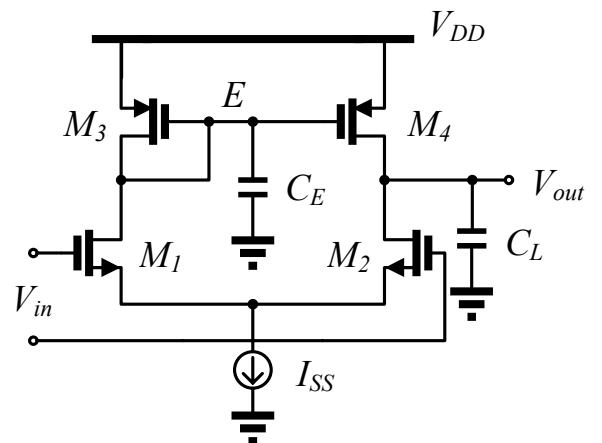 V_DD
E
M_3
M_4
C_E
V_out
M_1
M_2
C_L
V_in
I_SS